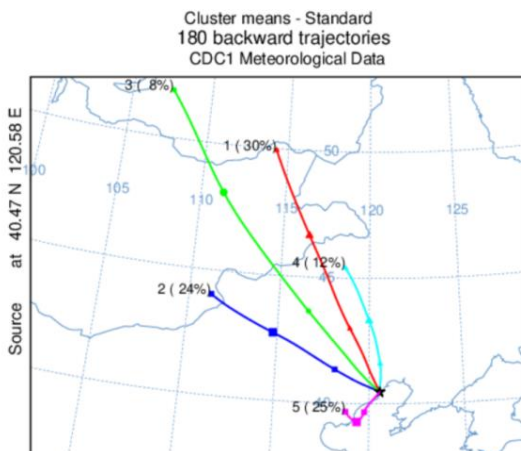 Cluster means - Standard
180 backward trajectories
CDC1 Meteorological Data
Source at 40.47 N 120.58 E
3 ( 8%)
1 (30%)
50
100
105
110
115
120
125
4 (12%)
45
2 (24%)
5 (25%)